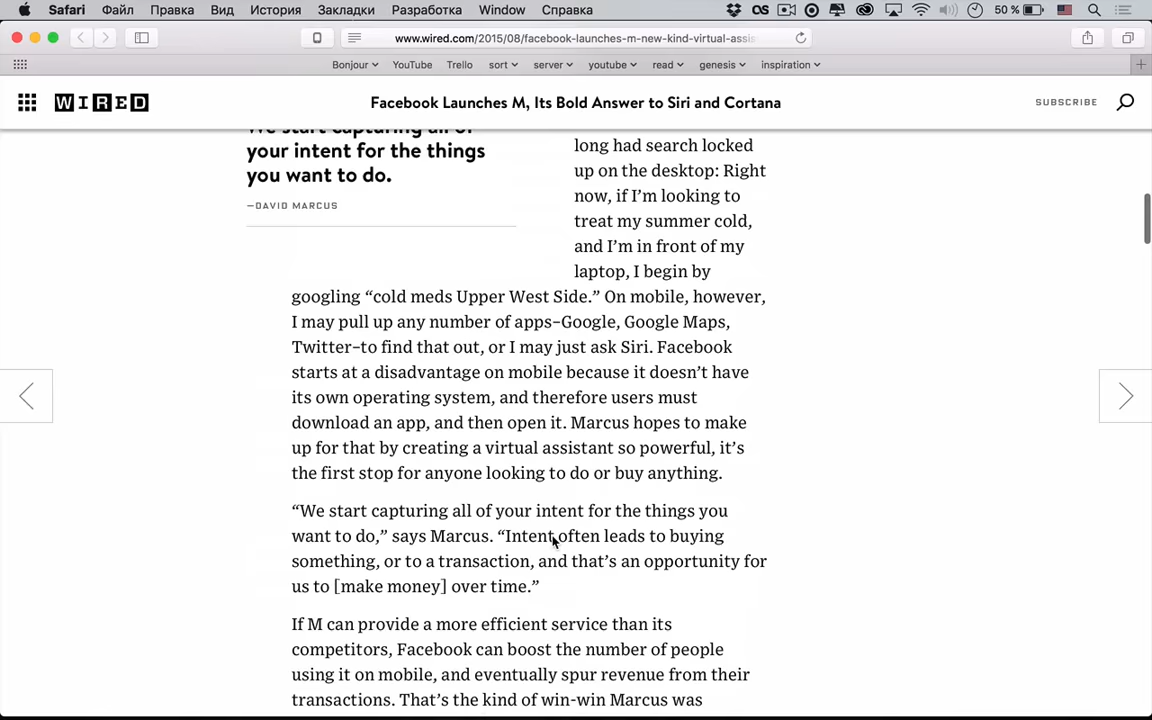 Safari Файл Правка Вид История Закладки Разработка Window Справка 50 %
www.wired.com/2015/08/facebook-launches-m-new-kind-virtual-assis
Bonjour YouTube Trello sort server youtube read genesis inspiration
WIRED Facebook Launches M, Its Bold Answer to Siri and Cortana SUBSCRIBE
We start capturing all of
your intent for the things
you want to do.
—DAVID MARCUS
long had search locked
up on the desktop: Right
now, if I’m looking to
treat my summer cold,
and I’m in front of my
laptop, I begin by
googling “cold meds Upper West Side.” On mobile, however,
I may pull up any number of apps–Google, Google Maps,
Twitter–to find that out, or I may just ask Siri. Facebook
starts at a disadvantage on mobile because it doesn’t have
its own operating system, and therefore users must
download an app, and then open it. Marcus hopes to make
up for that by creating a virtual assistant so powerful, it’s
the first stop for anyone looking to do or buy anything.
“We start capturing all of your intent for the things you
want to do,” says Marcus. “Intent often leads to buying
something, or to a transaction, and that’s an opportunity for
us to [make money] over time.”
If M can provide a more efficient service than its
competitors, Facebook can boost the number of people
using it on mobile, and eventually spur revenue from their
transactions. That’s the kind of win-win Marcus was